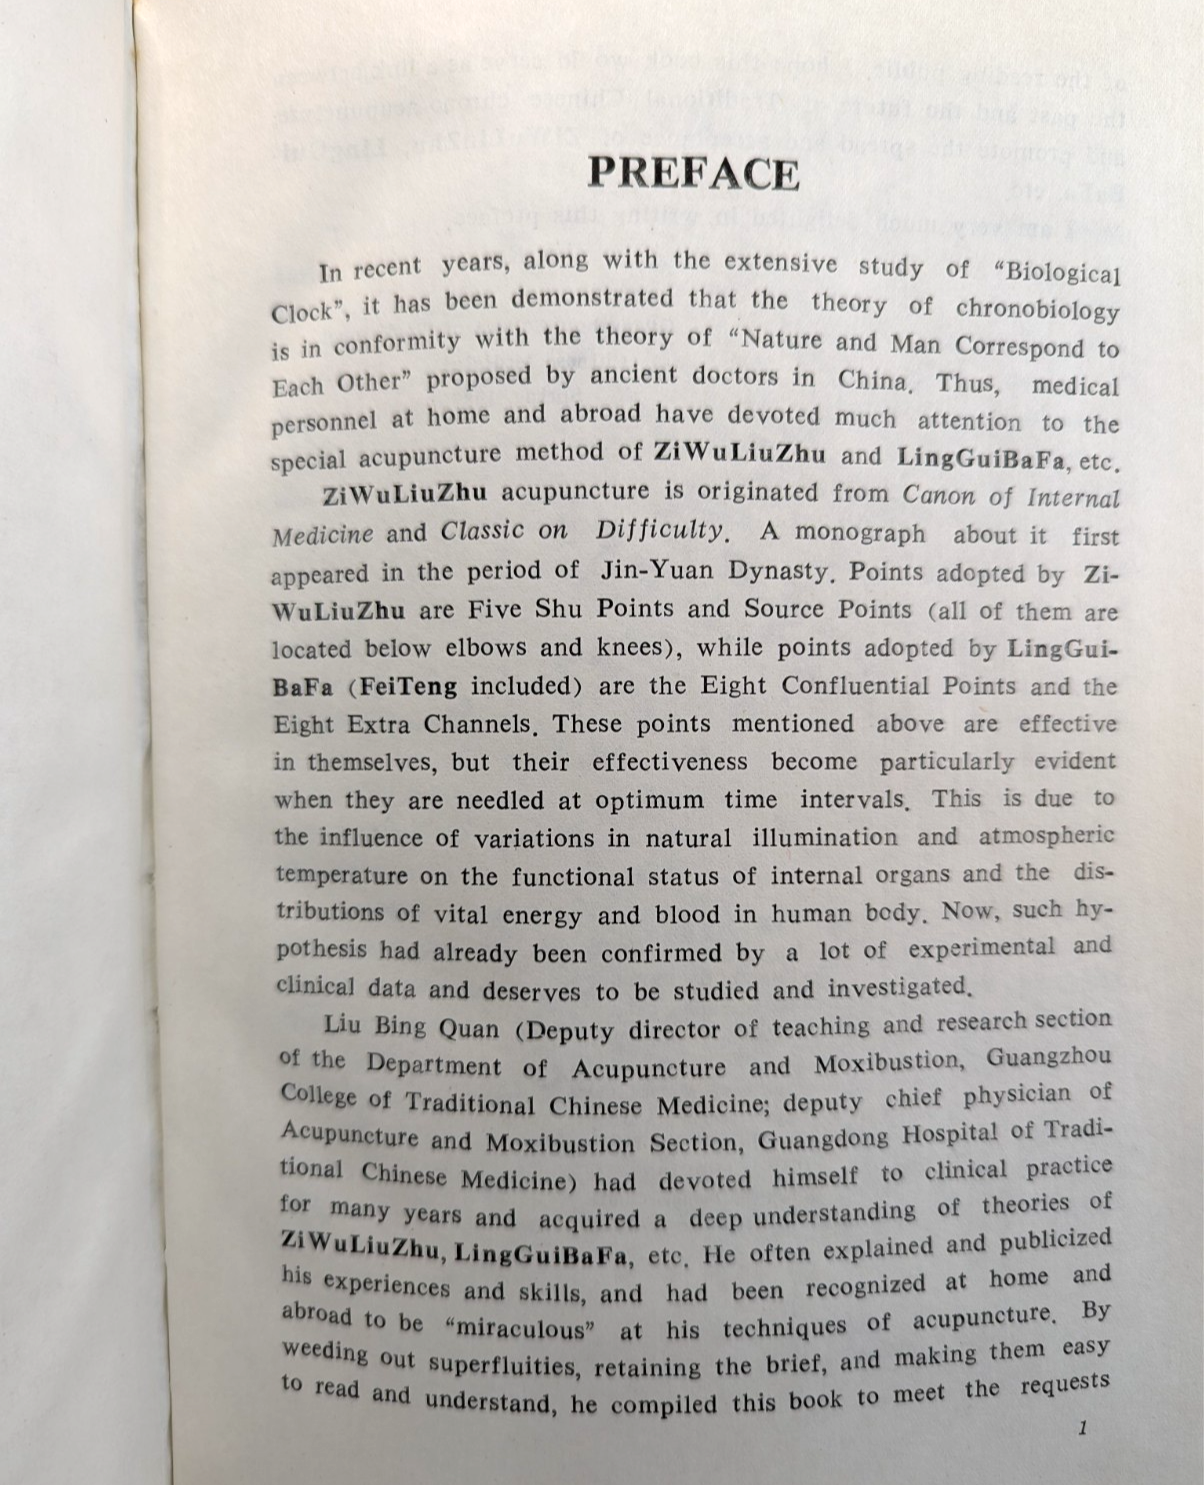 PREFACE
In recent years, along with the extensive study of “Biological
Clock”, it has been demonstrated that the theory of chronobiology
is in conformity with the theory of “Nature and Man Correspond to
Each Other” proposed by ancient doctors in China. Thus, medical
personnel at home and abroad have devoted much attention to the
special acupuncture method of ZiWuLiuZhu and LingGuiBaFa, etc.
ZiWuLiuZhu acupuncture is originated from Canon of Internal
Medicine and Classic on Difficulty. A monograph about it first
appeared in the period of Jin-Yuan Dynasty. Points adopted by Zi-
WuLiuZhu are Five Shu Points and Source Points (all of them are
located below elbows and knees), while points adopted by LingGui-
BaFa (FeiTeng included) are the Eight Confluential Points and the
Eight Extra Channels. These points mentioned above are effective
in themselves, but their effectiveness become particularly evident
when they are needled at optimum time intervals. This is due to
the influence of variations in natural illumination and atmospheric
temperature on the functional status of internal organs and the dis-
tributions of vital energy and blood in human body. Now, such hy-
pothesis had already been confirmed by a lot of experimental and
clinical data and deserves to be studied and investigated.
Liu Bing Quan (Deputy director of teaching and research section
of the Department of Acupuncture and Moxibustion, Guangzhou
College of Traditional Chinese Medicine; deputy chief physician of
Acupuncture and Moxibustion Section, Guangdong Hospital of Tradi-
tional Chinese Medicine) had devoted himself to clinical practice
for many years and acquired a deep understanding of theories of
ZiWuLiuZhu, LingGuiBaFa, etc. He often explained and publicized
his experiences and skills, and had been recognized at home and
abroad to be “miraculous” at his techniques of acupuncture. By
weeding out superfluities, retaining the brief, and making them easy
to read and understand, he compiled this book to meet the requests
1